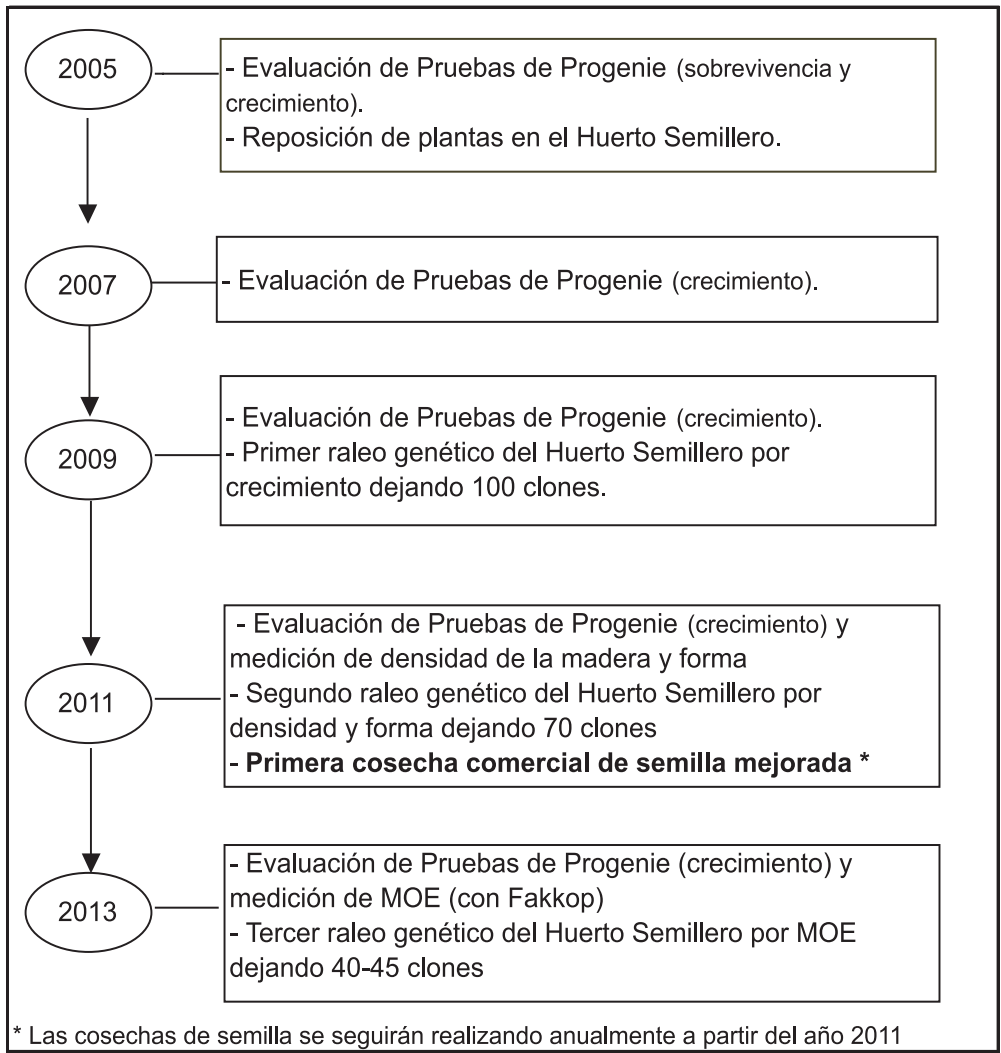 2005
- Evaluación de Pruebas de Progenie (sobrevivencia y
crecimiento).
- Reposición de plantas en el Huerto Semillero.
2007
- Evaluación de Pruebas de Progenie (crecimiento).
2009
- Evaluación de Pruebas de Progenie (crecimiento).
- Primer raleo genético del Huerto Semillero por
crecimiento dejando 100 clones.
2011
- Evaluación de Pruebas de Progenie (crecimiento) y
medición de densidad de la madera y forma
- Segundo raleo genético del Huerto Semillero por
densidad y forma dejando 70 clones
- Primera cosecha comercial de semilla mejorada *
2013
- Evaluación de Pruebas de Progenie (crecimiento) y
medición de MOE (con Fakkop)
- Tercer raleo genético del Huerto Semillero por MOE
dejando 40-45 clones
* Las cosechas de semilla se seguirán realizando anualmente a partir del año 2011